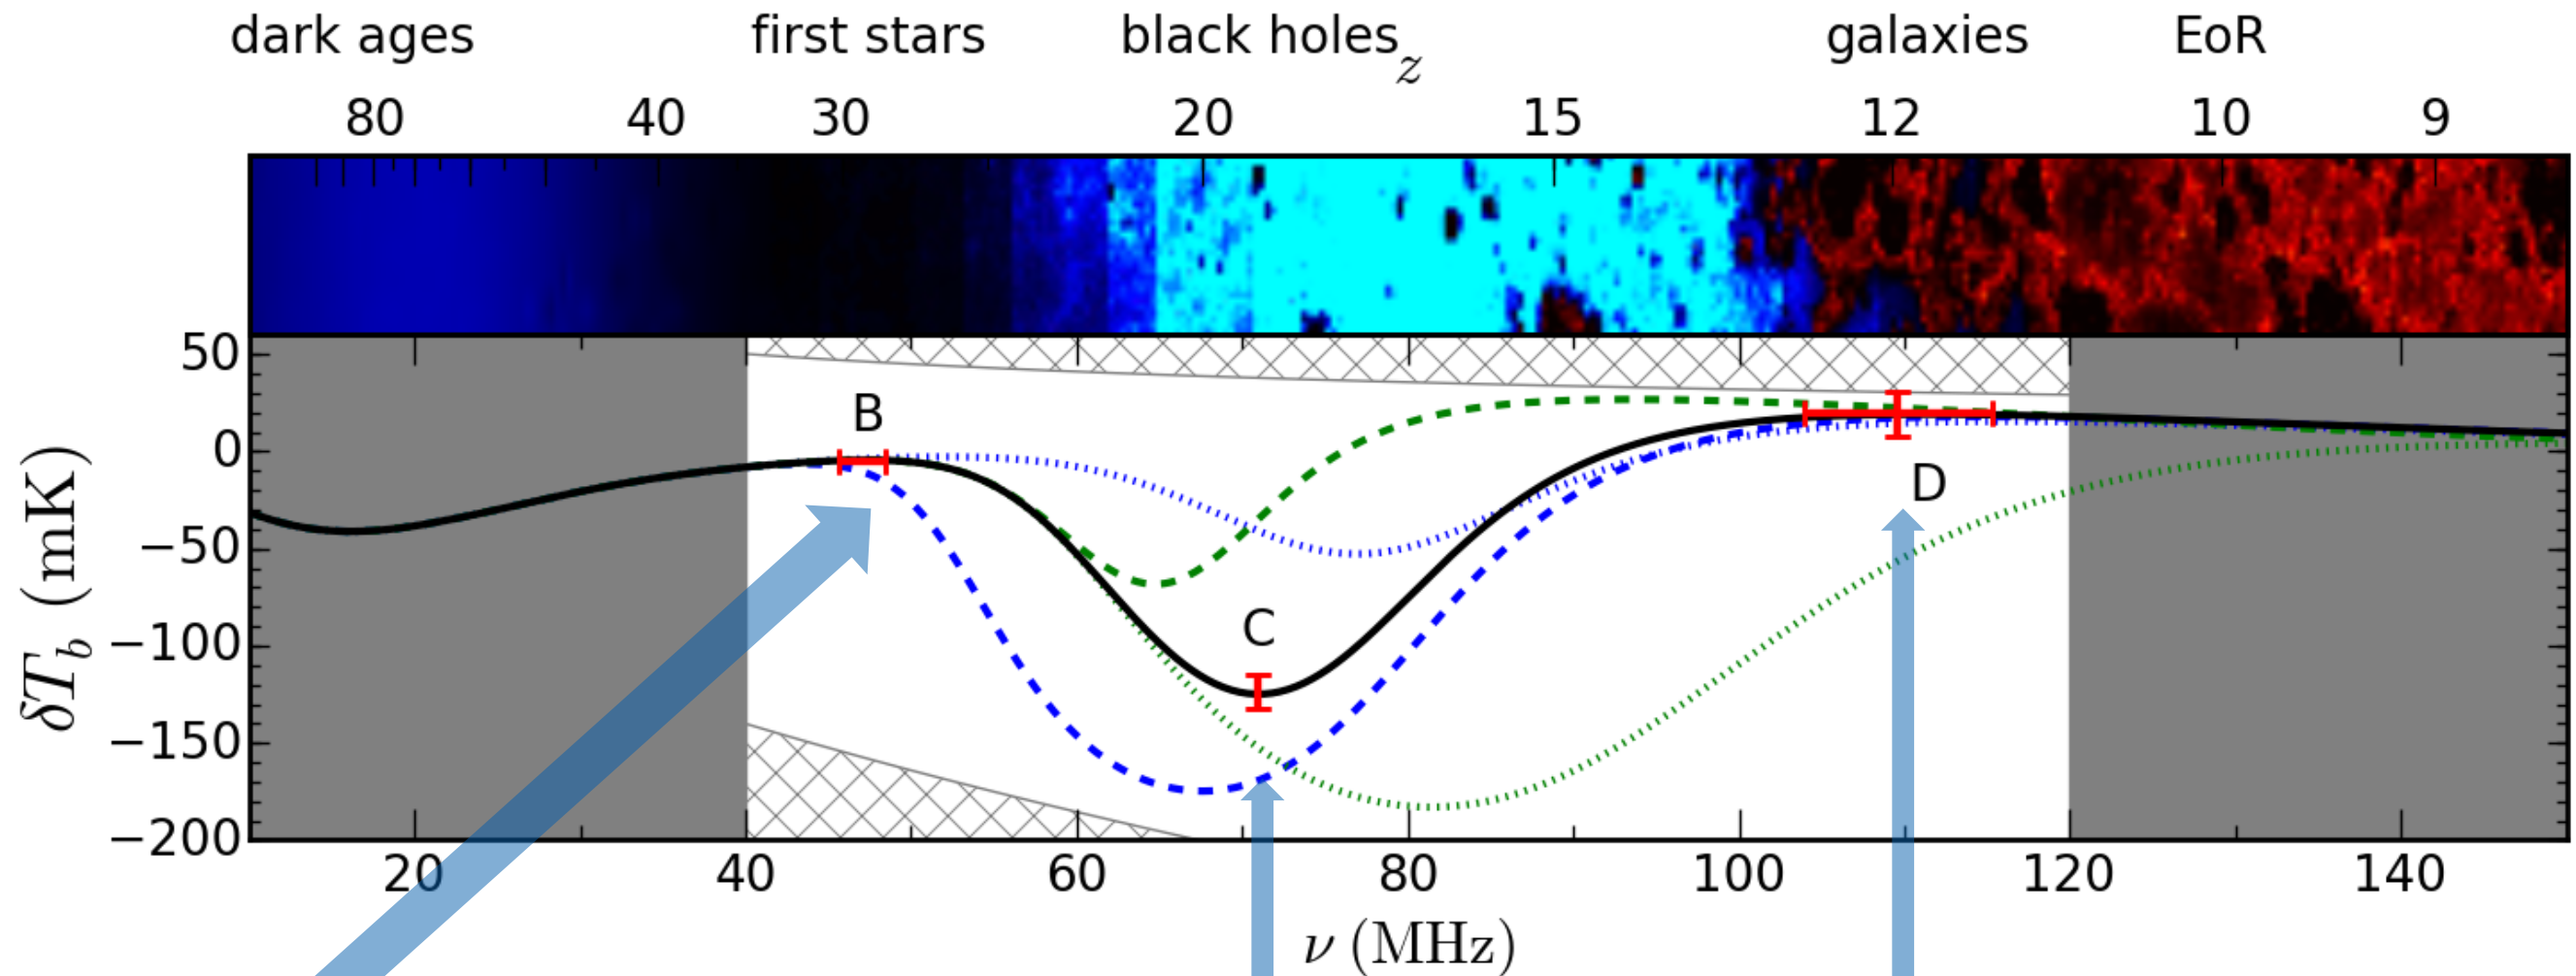 dark ages first stars black holes galaxies EoR
z
80 40 30 20 15 12 10 9
50
0
−50
−100
−150
−200
δT_b (mK)
B
C
D
20 40 60 80 100 120 140
ν (MHz)